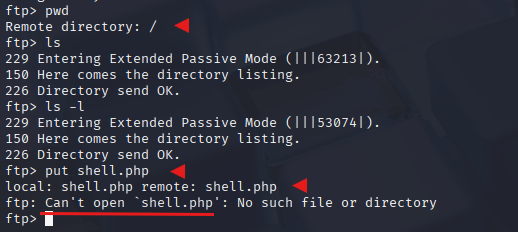 ftp> pwd
Remote directory: /
ftp> ls
229 Entering Extended Passive Mode (|||63213|).
150 Here comes the directory listing.
226 Directory send OK.
ftp> ls -l
229 Entering Extended Passive Mode (|||53074|).
150 Here comes the directory listing.
226 Directory send OK.
ftp> put shell.php
local: shell.php remote: shell.php
ftp: Can't open `shell.php': No such file or directory
ftp>